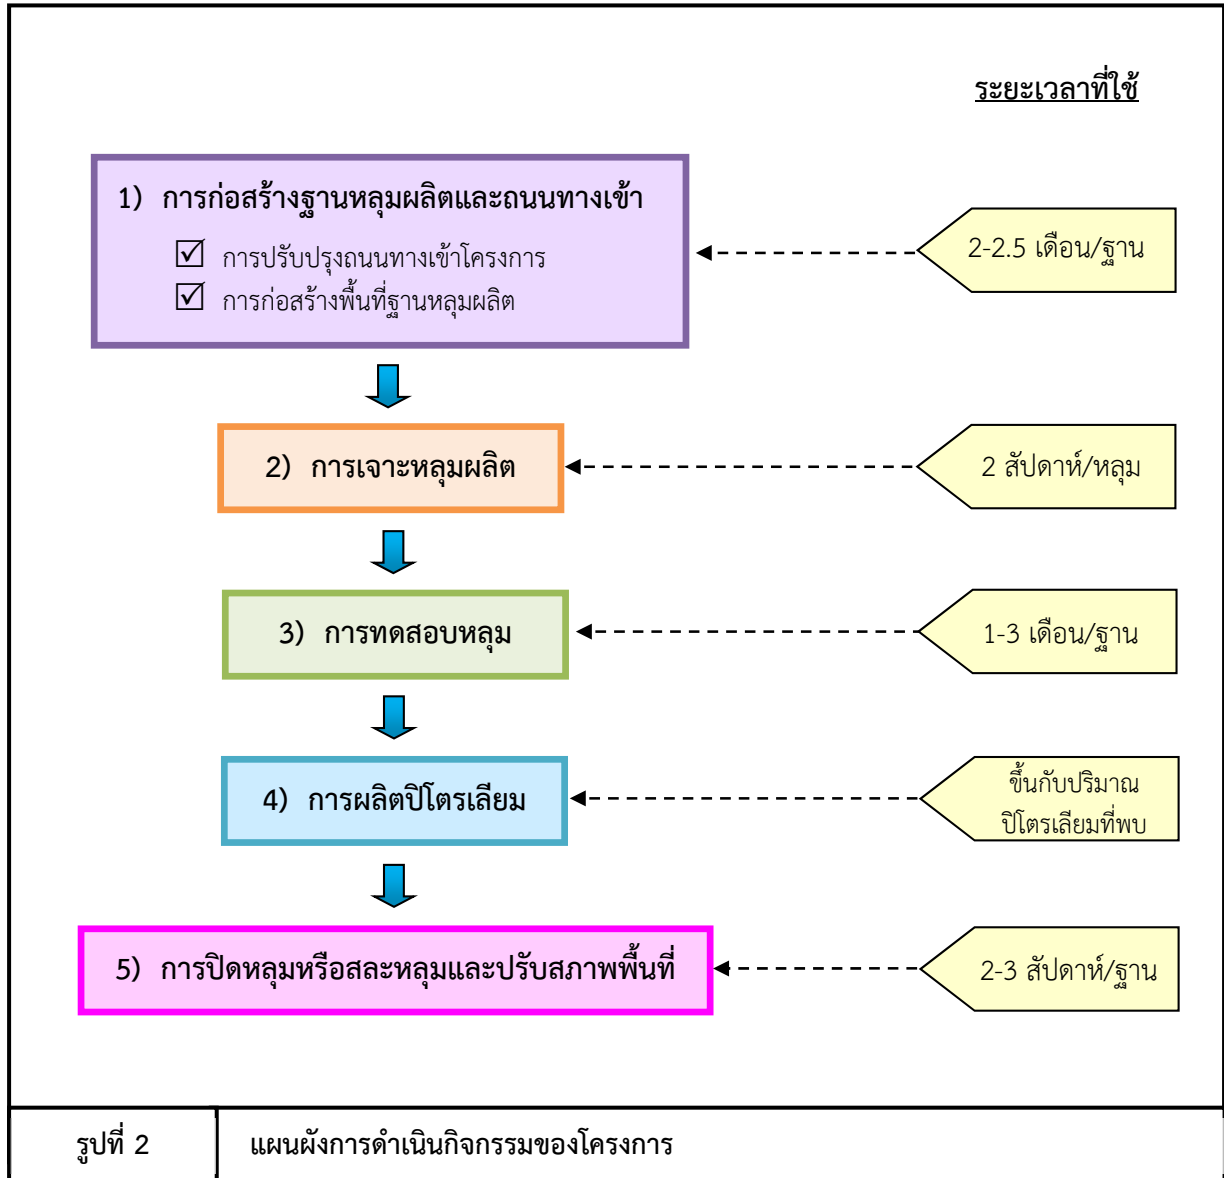 ระยะเวลาที่ใช้
1) การก่อสร้างฐานหลุมผลิตและถนนทางเข้า
☑ การปรับปรุงถนนทางเข้าโครงการ
☑ การก่อสร้างพื้นที่ฐานหลุมผลิต
2-2.5 เดือน/ฐาน
2) การเจาะหลุมผลิต
2 สัปดาห์/หลุม
3) การทดสอบหลุม
1-3 เดือน/ฐาน
4) การผลิตปิโตรเลียม
ขึ้นกับปริมาณ
ปิโตรเลียมที่พบ
5) การปิดหลุมหรือสละหลุมและปรับสภาพพื้นที่
2-3 สัปดาห์/ฐาน
รูปที่ 2 แผนผังการดำเนินกิจกรรมของโครงการ